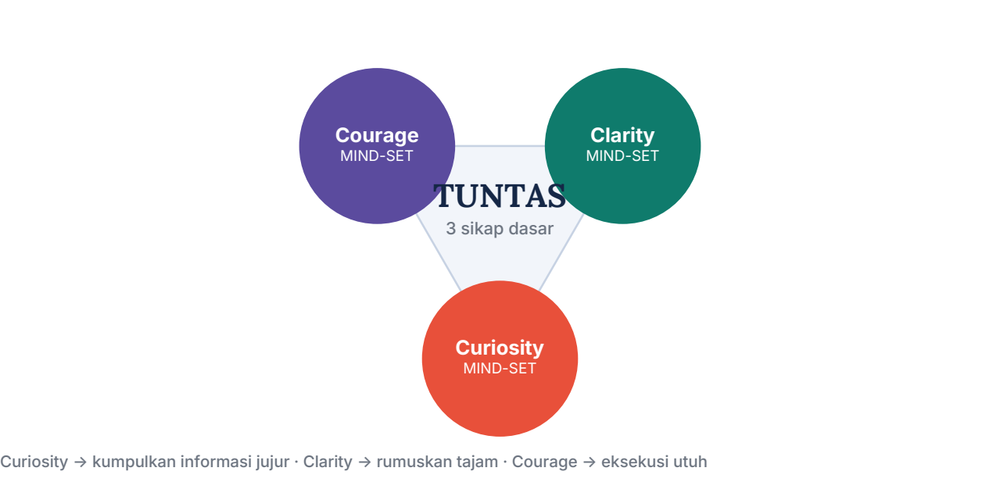 Courage
MIND-SET
Clarity
MIND-SET
TUNTAS
3 sikap dasar
Curiosity
MIND-SET
Curiosity → kumpulkan informasi jujur · Clarity → rumuskan tajam · Courage → eksekusi utuh